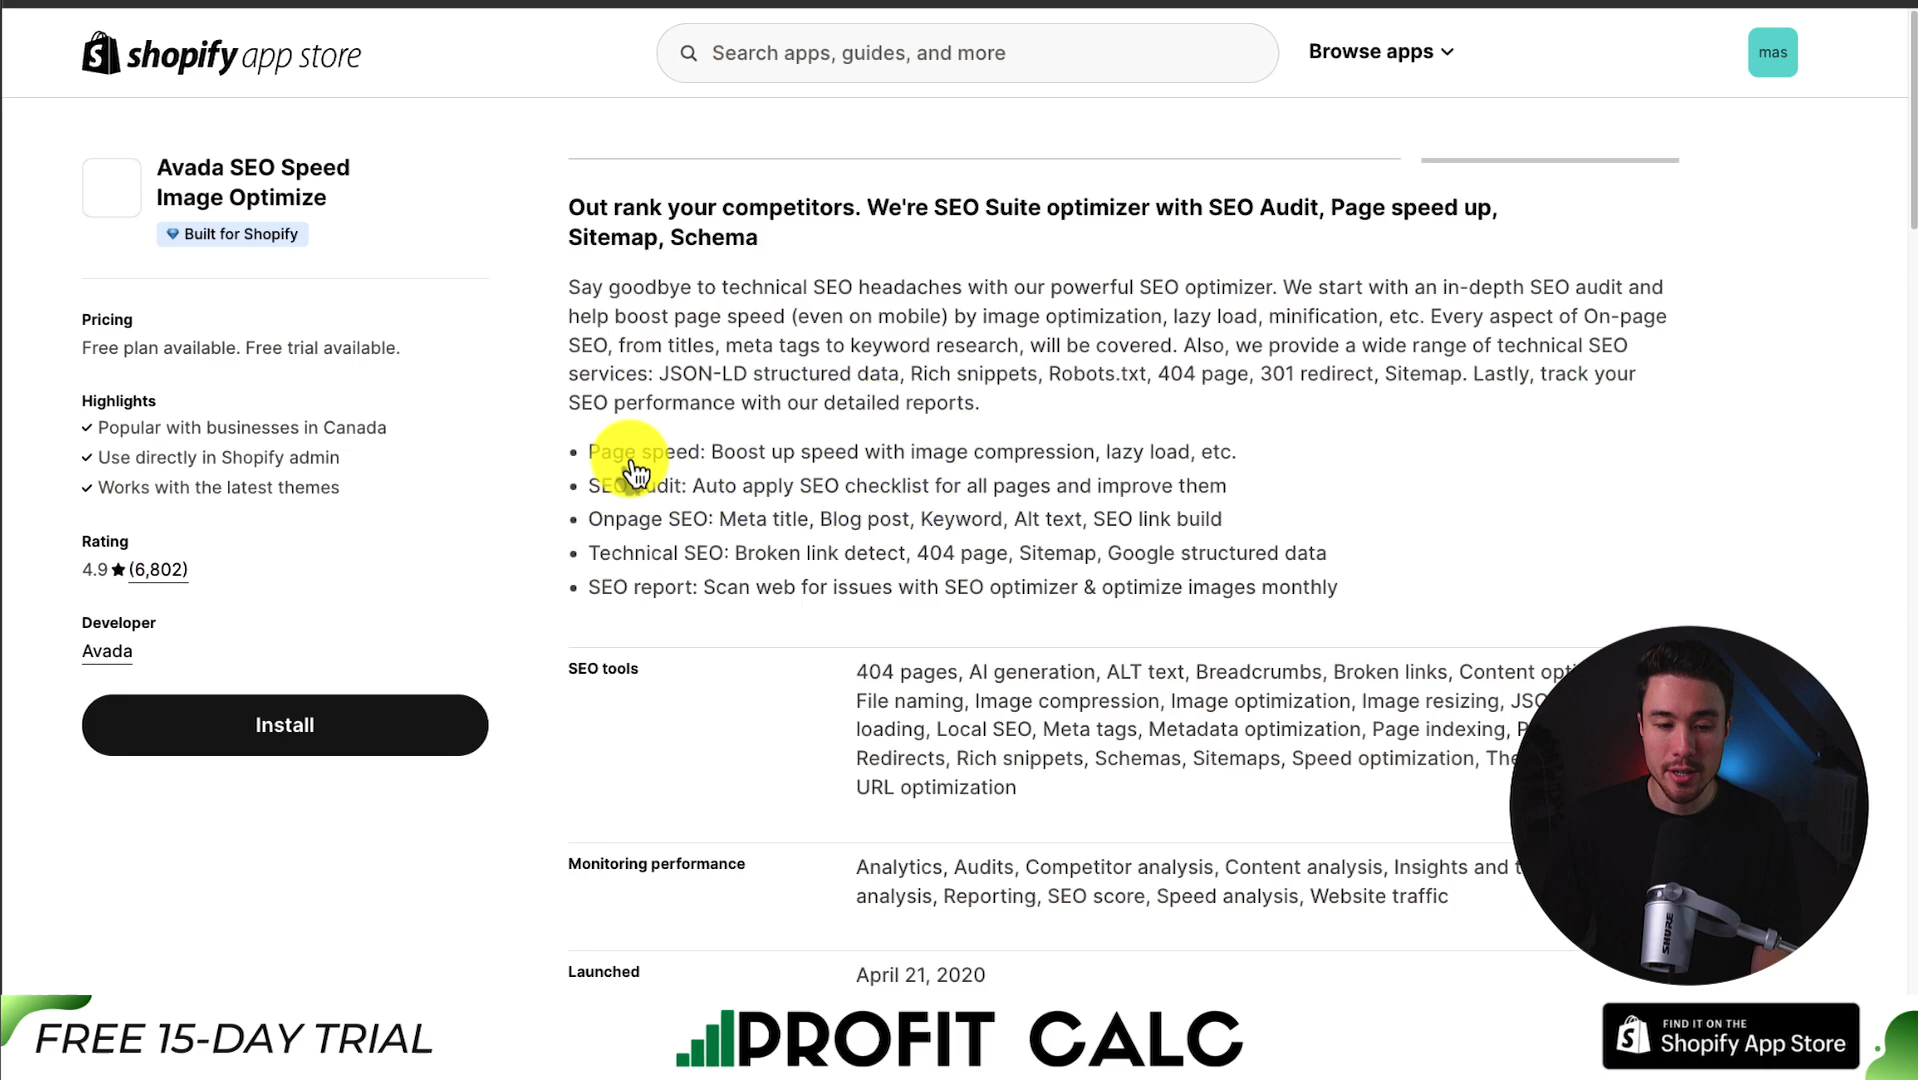 shopify app store
Search apps, guides, and more
Browse apps
mas
Avada SEO Speed
Image Optimize
Built for Shopify
Pricing
Free plan available. Free trial available.
Highlights
Popular with businesses in Canada
Use directly in Shopify admin
Works with the latest themes
Rating
4.9 ★ (6,802)
Developer
Avada
Install
Out rank your competitors. We're SEO Suite optimizer with SEO Audit, Page speed up,
Sitemap, Schema
Say goodbye to technical SEO headaches with our powerful SEO optimizer. We start with an in-depth SEO audit and
help boost page speed (even on mobile) by image optimization, lazy load, minification, etc. Every aspect of On-page
SEO, from titles, meta tags to keyword research, will be covered. Also, we provide a wide range of technical SEO
services: JSON-LD structured data, Rich snippets, Robots.txt, 404 page, 301 redirect, Sitemap. Lastly, track your
SEO performance with our detailed reports.
• Page speed: Boost up speed with image compression, lazy load, etc.
• SEO audit: Auto apply SEO checklist for all pages and improve them
• Onpage SEO: Meta title, Blog post, Keyword, Alt text, SEO link build
• Technical SEO: Broken link detect, 404 page, Sitemap, Google structured data
• SEO report: Scan web for issues with SEO optimizer & optimize images monthly
SEO tools
404 pages, AI generation, ALT text, Breadcrumbs, Broken links, Content
File naming, Image compression, Image optimization, Image resizing,
loading, Local SEO, Meta tags, Metadata optimization, Page indexing,
Redirects, Rich snippets, Schemas, Sitemaps, Speed optimization,
URL optimization
Monitoring performance
Analytics, Audits, Competitor analysis, Content analysis, Insights and
analysis, Reporting, SEO score, Speed analysis, Website traffic
Launched
April 21, 2020
SHURE
FREE 15-DAY TRIAL
PROFIT CALC
FIND IT ON THE
Shopify App Store